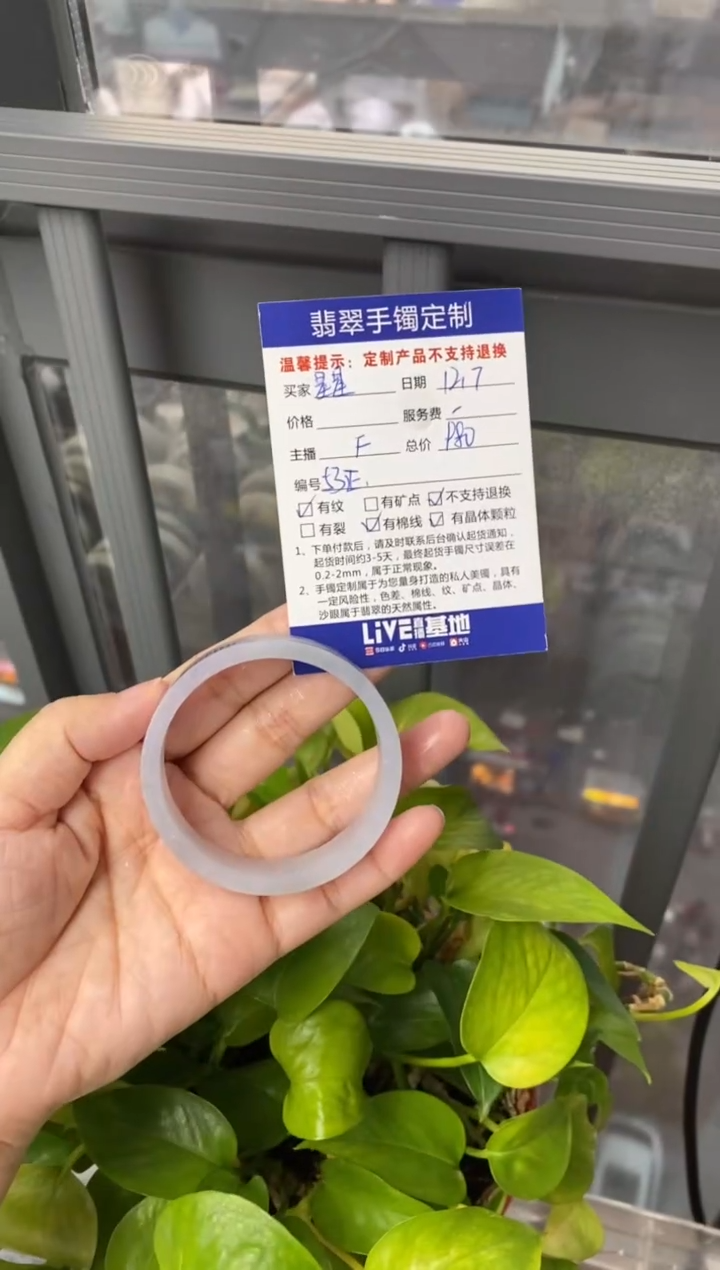 翡翠手镯定制
温馨提示：定制产品不支持退换
买家 星星 日期 12.7
价格 服务费
主播 F 总价
编号 53正.
☑有纹 ☐有矿点 ☑不支持退换
☐有裂 ☑有棉线 ☑有晶体颗粒
1、下单付款后，请及时联系后台确认起货通知，
起货时间约3-5天，最终起货手镯尺寸误差在
0.2-2mm，属于正常现象。
2、手镯定制属于为您量身打造的私人美镯，具有
一定风险性，色差、棉线、纹、矿点、晶体、
沙眼属于翡翠的天然属性。
LiVE直播基地